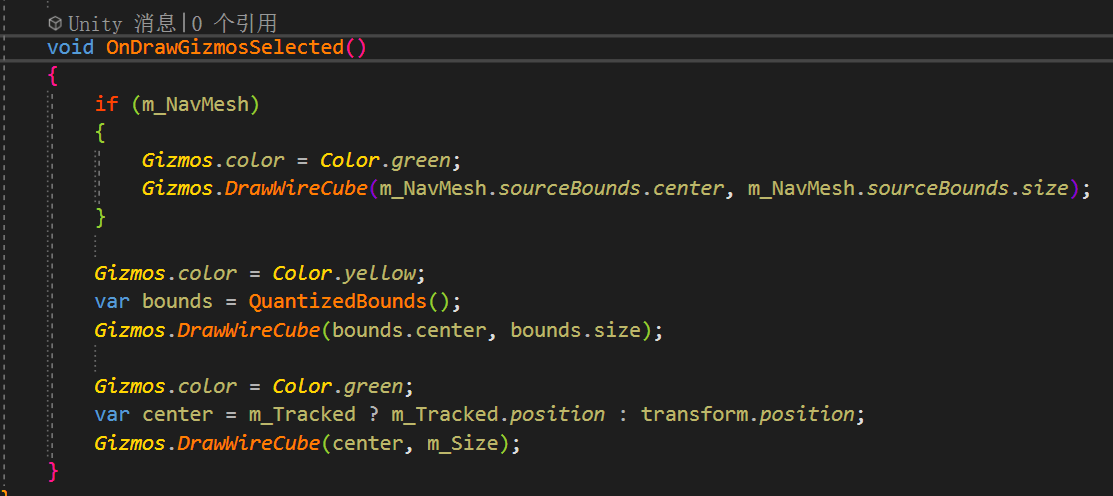 Unity 消息|0 个引用
void OnDrawGizmosSelected()
{
if (m_NavMesh)
{
Gizmos.color = Color.green;
Gizmos.DrawWireCube(m_NavMesh.sourceBounds.center, m_NavMesh.sourceBounds.size);
}
Gizmos.color = Color.yellow;
var bounds = QuantizedBounds();
Gizmos.DrawWireCube(bounds.center, bounds.size);
Gizmos.color = Color.green;
var center = m_Tracked ? m_Tracked.position : transform.position;
Gizmos.DrawWireCube(center, m_Size);
}